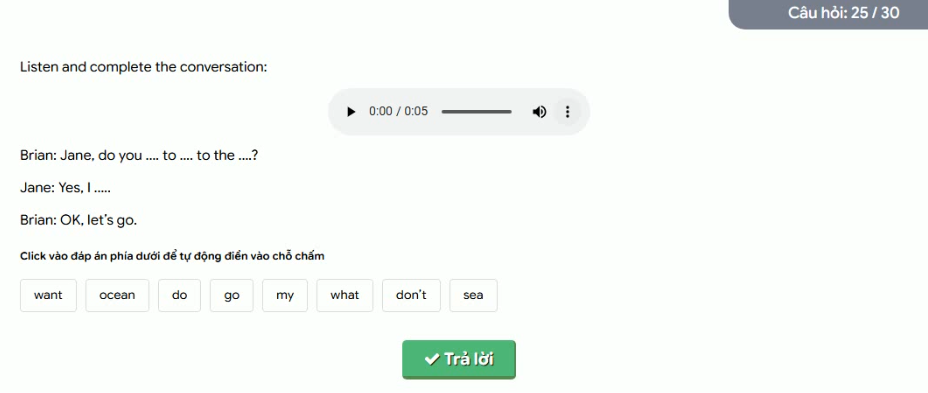 Câu hỏi: 25 / 30
Listen and complete the conversation:
0:00 / 0:05
Brian: Jane, do you .... to .... to the ....?
Jane: Yes, I .....
Brian: OK, let's go.
Click vào đáp án phía dưới để tự động điền vào chỗ chấm
want ocean do go my what don't sea
Trả lời